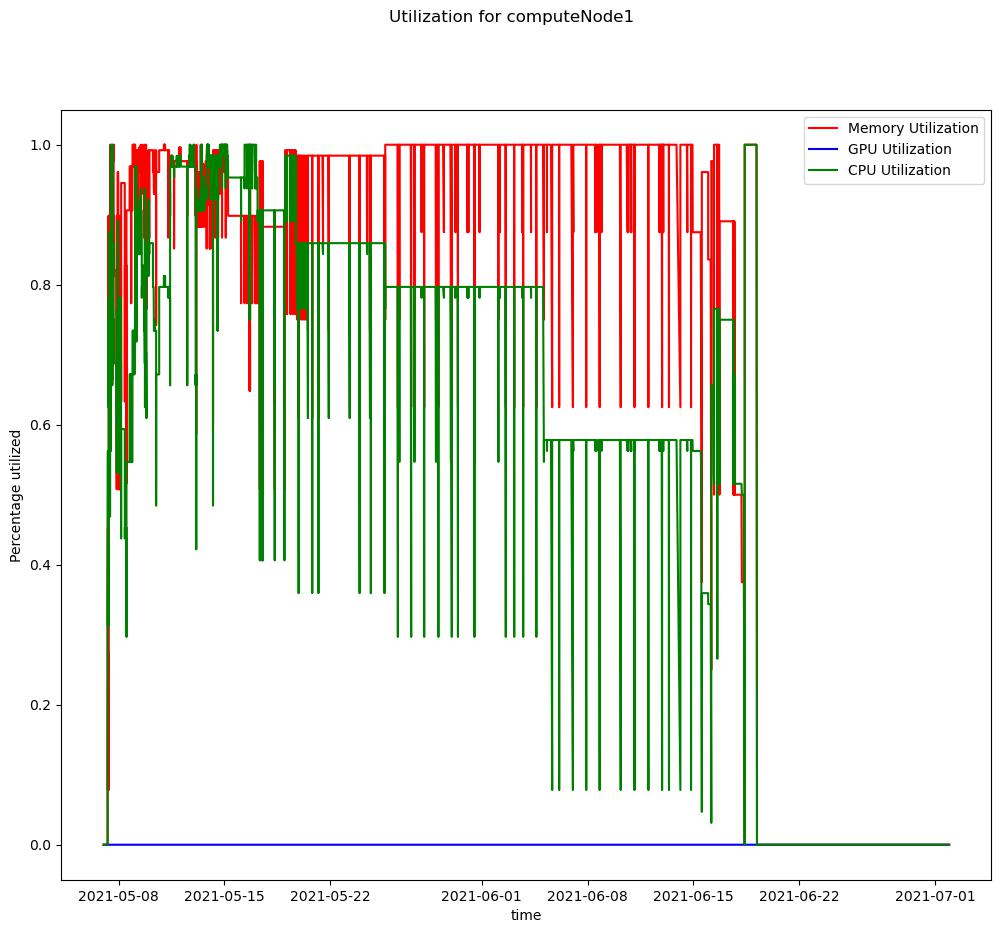 Utilization for computeNode1
Memory Utilization
GPU Utilization
CPU Utilization
1.0
0.8
0.6
0.4
0.2
0.0
Percentage utilized
2021-05-08 2021-05-15 2021-05-22 2021-06-01 2021-06-08 2021-06-15 2021-06-22 2021-07-01
time